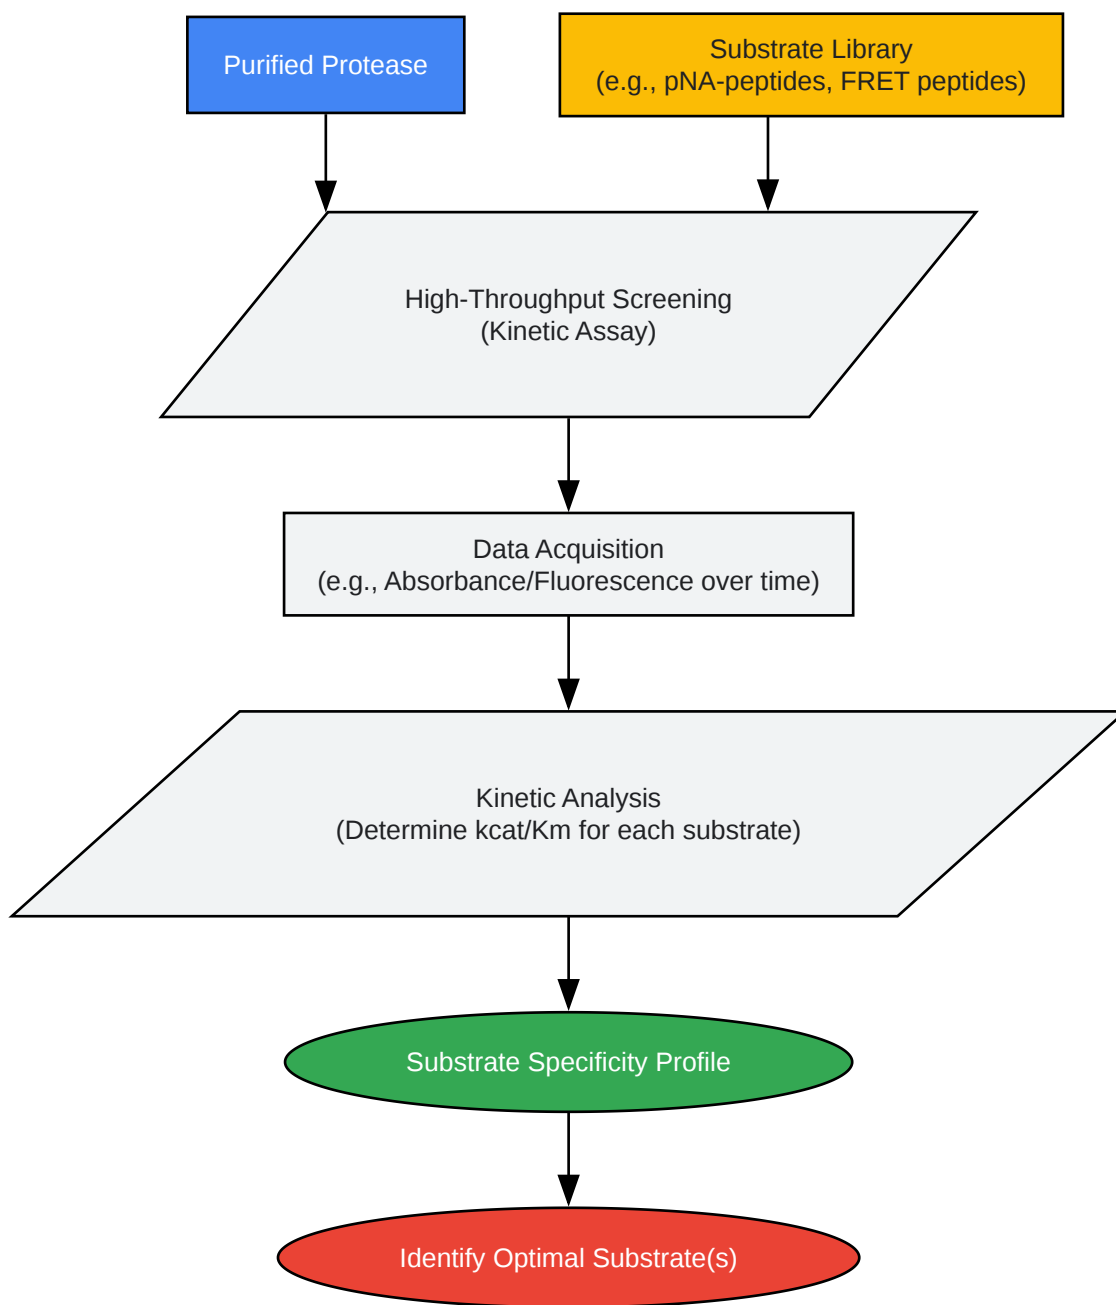 Purified Protease
Substrate Library
(e.g., pNA-peptides, FRET peptides)
High-Throughput Screening
(Kinetic Assay)
Data Acquisition
(e.g., Absorbance/Fluorescence over time)
Kinetic Analysis
(Determine kcat/Km for each substrate)
Substrate Specificity Profile
Identify Optimal Substrate(s)